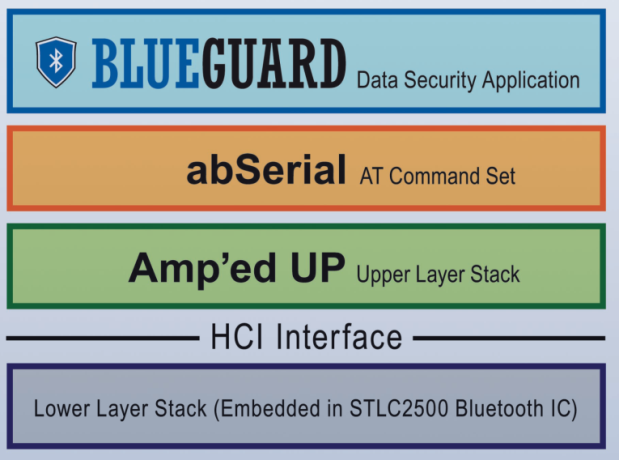 BLUEGUARD Data Security Application
abSerial AT Command Set
Amp'ed UP Upper Layer Stack
HCI Interface
Lower Layer Stack (Embedded in STLC2500 Bluetooth IC)